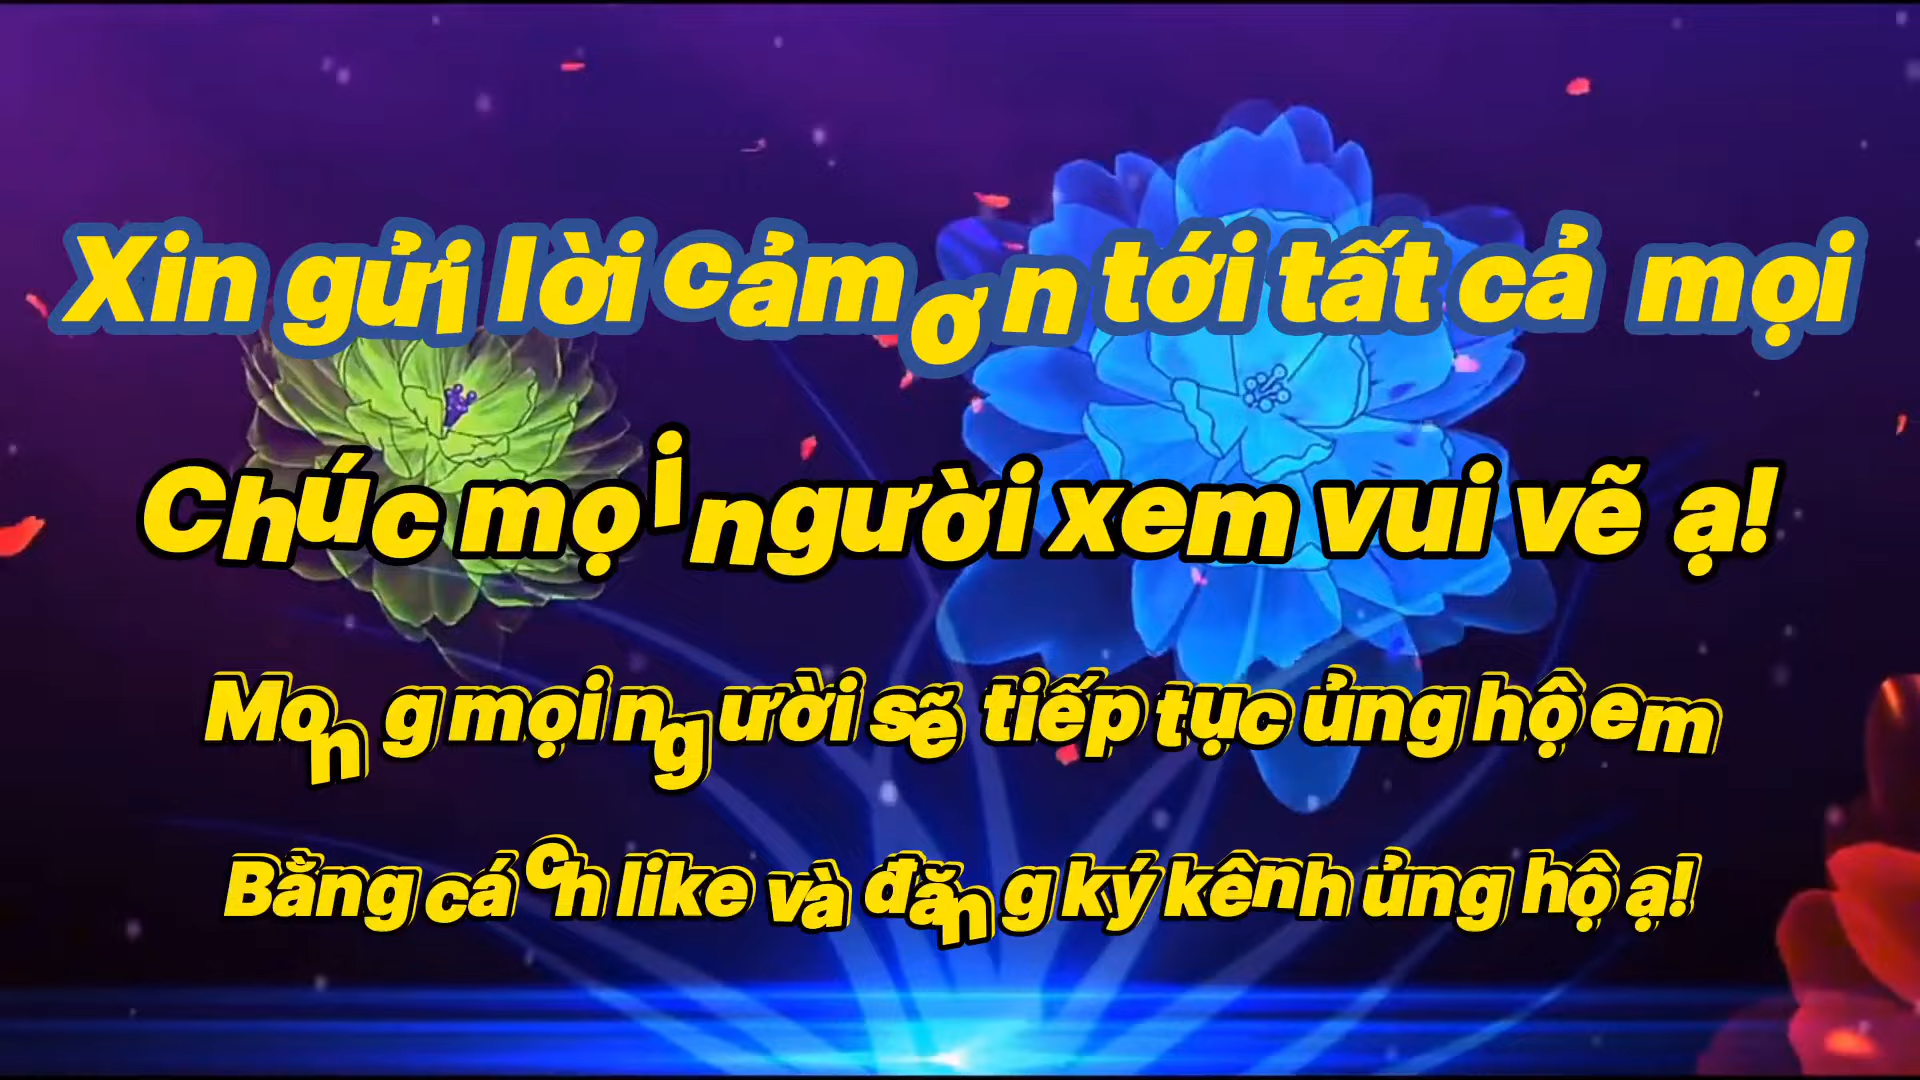 Xin gửi lời cảm ơn tới tất cả mọi
Chúc mọi người xem vui vẽ ạ!
Mong mọi người sẽ tiếp tục ủng hộ em
Bằng cách like và đăng ký kênh ủng hộ ạ!